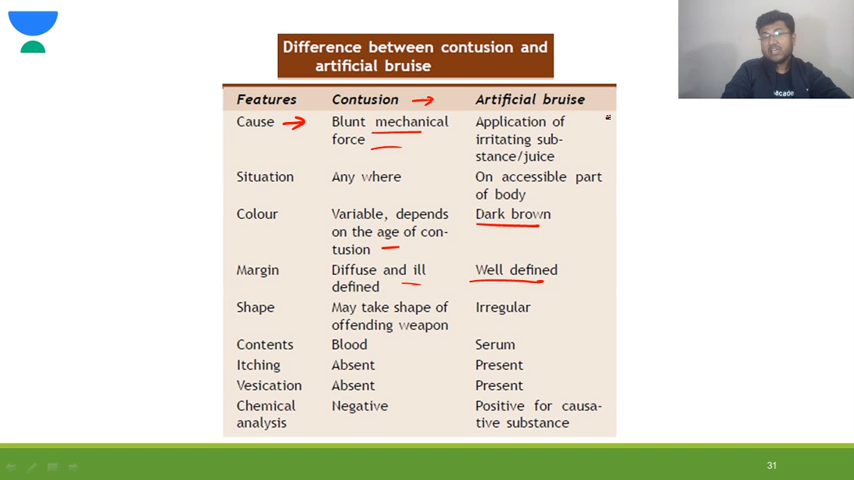 Difference between contusion and
artificial bruise
Features Contusion Artificial bruise
Cause Blunt mechanical Application of
force irritating sub-
stance/juice
Situation Any where On accessible part
of body
Colour Variable, depends Dark brown
on the age of con-
tusion
Margin Diffuse and ill Well defined
defined
Shape May take shape of Irregular
offending weapon
Contents Blood Serum
Itching Absent Present
Vesication Absent Present
Chemical Negative Positive for causa-
analysis tive substance
31